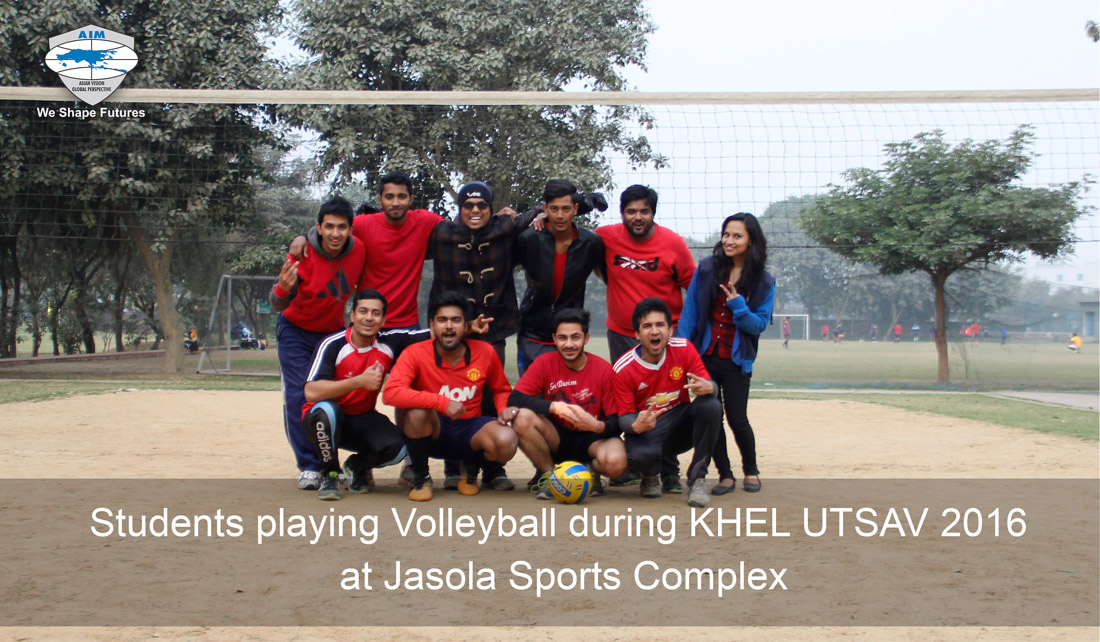 AIM
ASIAN VISION
GLOBAL PERSPECTIVE
We Shape Futures
adidas
AON
Students playing Volleyball during KHEL UTSAV 2016
at Jasola Sports Complex